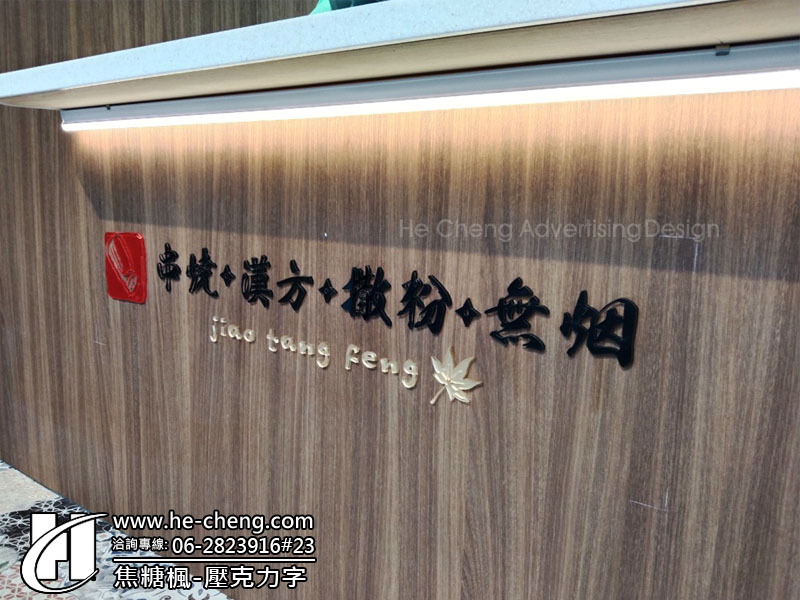 He Cheng Advertising Design
串燒✦漢方✦撒粉✦無烟
jiao tang feng
www.he-cheng.com
洽詢專線: 06-2823916#23
焦糖楓-壓克力字